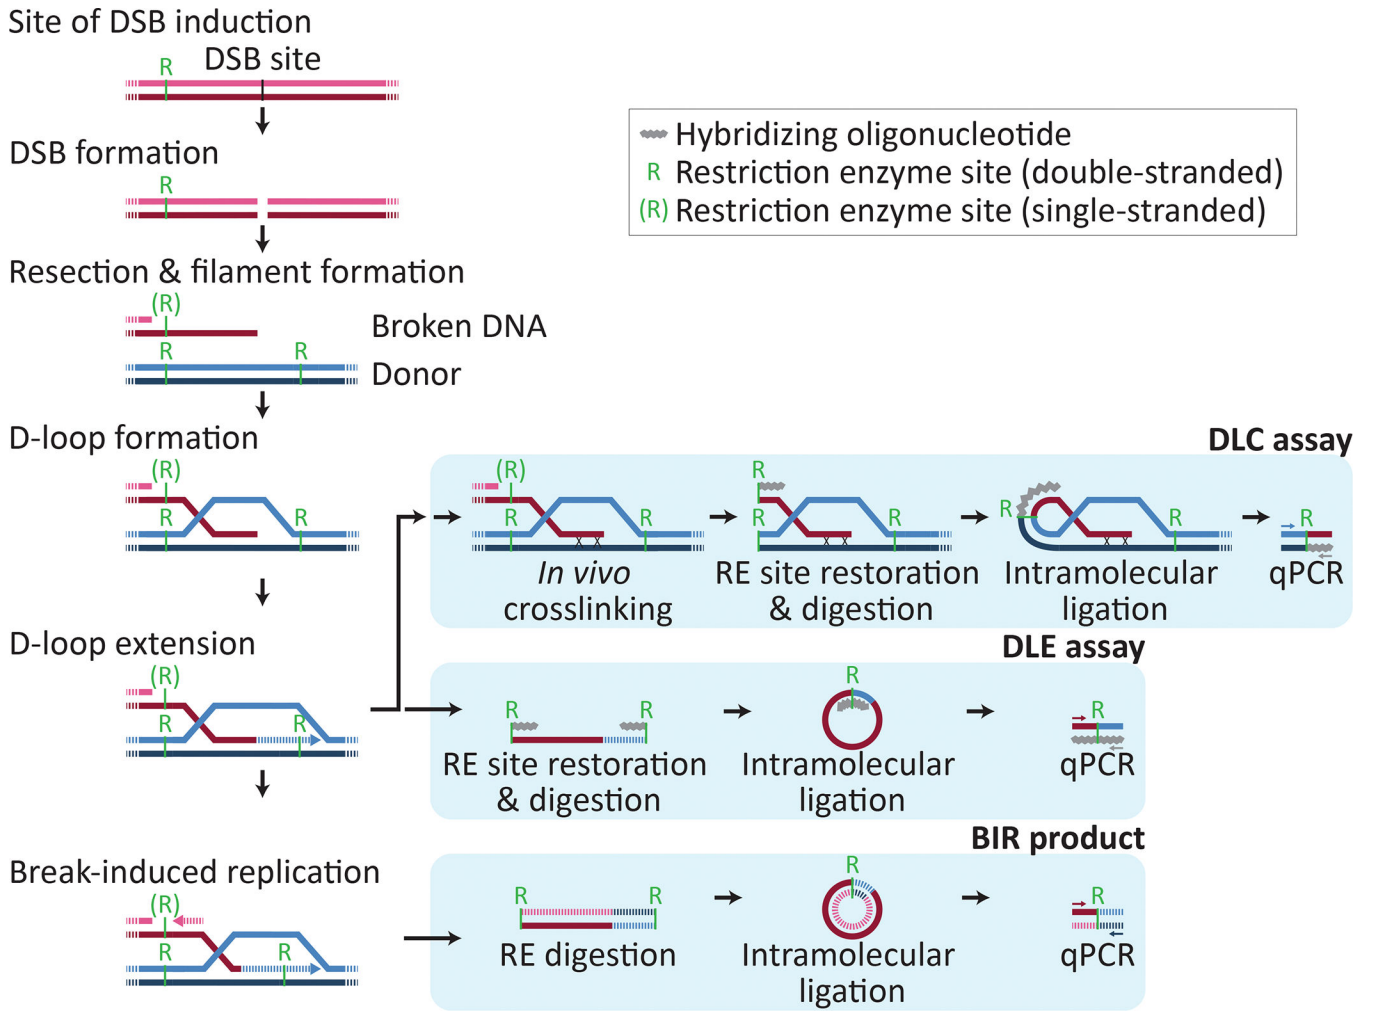 Site of DSB induction
R
DSB site
DSB formation
R
Hybridizing oligonucleotide
R Restriction enzyme site (double-stranded)
(R) Restriction enzyme site (single-stranded)
Resection & filament formation
(R)
Broken DNA
R R
Donor
D-loop formation
(R)
R R
DLC assay
(R)
R R
In vivo
crosslinking
R
R R
RE site restoration
& digestion
R R
Intramolecular
ligation
R
qPCR
D-loop extension
(R)
R R
DLE assay
R R
RE site restoration
& digestion
R
Intramolecular
ligation
R
qPCR
Break-induced replication
(R)
R R
BIR product
R R
RE digestion
R
Intramolecular
ligation
R
qPCR